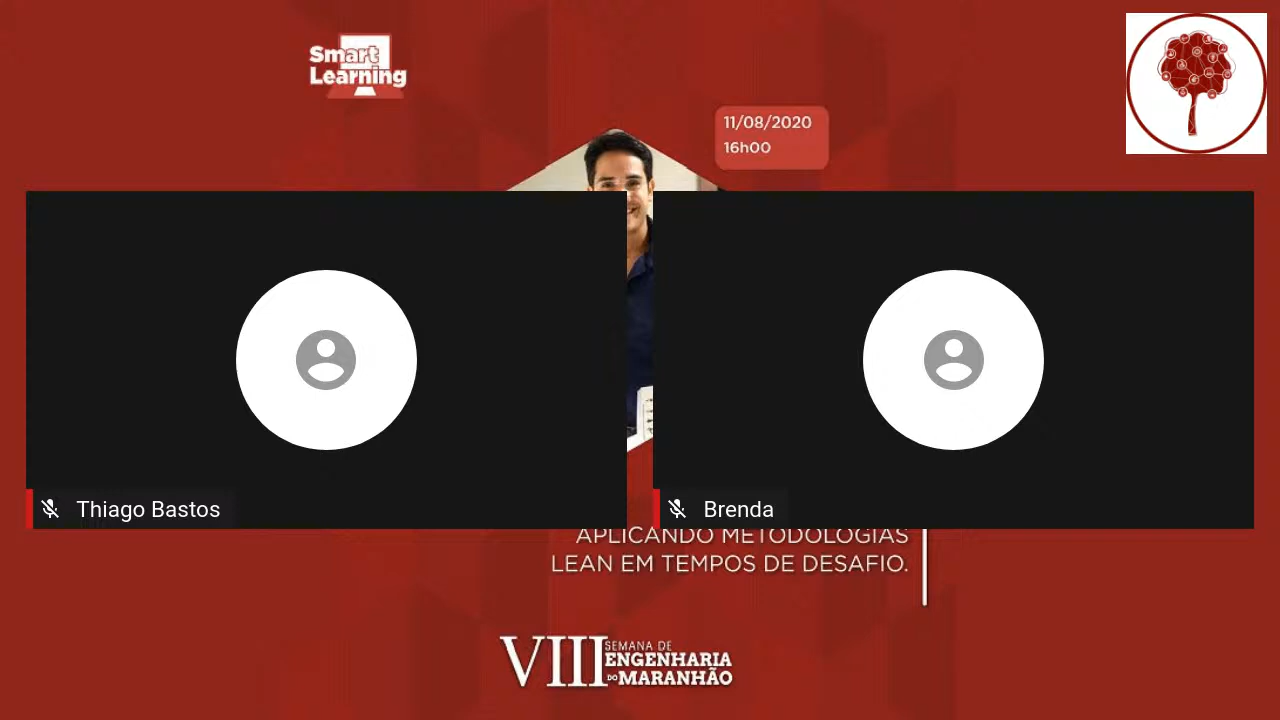 Smart
Learning
11/08/2020
16h00
Thiago Bastos
Brenda
APLICANDO METODOLOGIAS
LEAN EM TEMPOS DE DESAFIO.
VIII SEMANA DE
ENGENHARIA
DO MARANHÃO